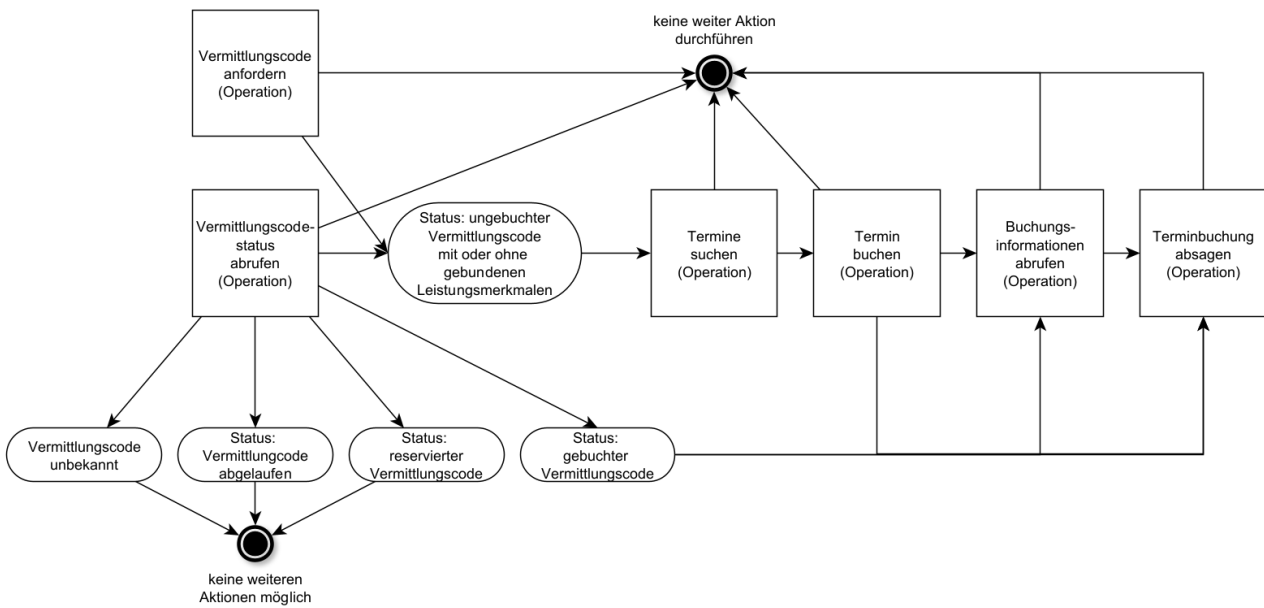 keine weiter Aktion
durchführen
Vermittlungscode
anfordern
(Operation)
Vermittlungscode-
status
abrufen
(Operation)
Status: ungebuchter
Vermittlungscode
mit oder ohne
gebundenen
Leistungsmerkmalen
Termine
suchen
(Operation)
Termin
buchen
(Operation)
Buchungs-
informationen
abrufen
(Operation)
Terminbuchung
absagen
(Operation)
Vermittlungscode
unbekannt
Status:
Vermittlungcode
abgelaufen
Status:
reservierter
Vermittlungscode
Status:
gebuchter
Vermittlungscode
keine weiteren
Aktionen möglich